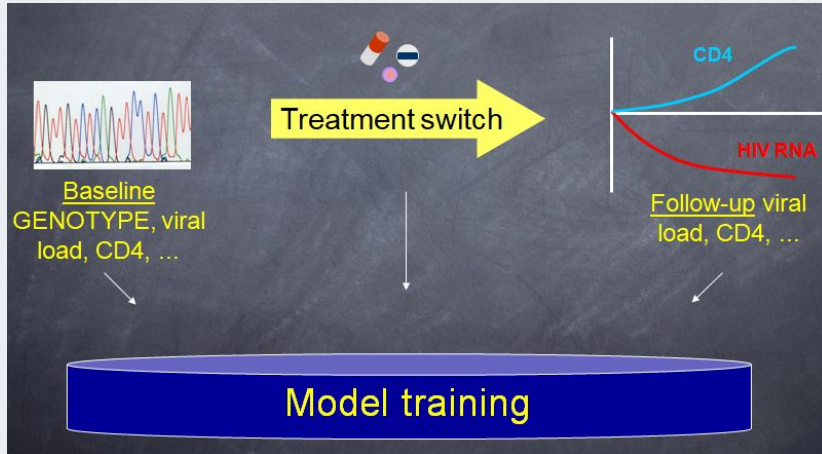 Treatment switch
CD4
HIV RNA
Baseline
GENOTYPE, viral
load, CD4, ...
Follow-up viral
load, CD4, ...
Model training